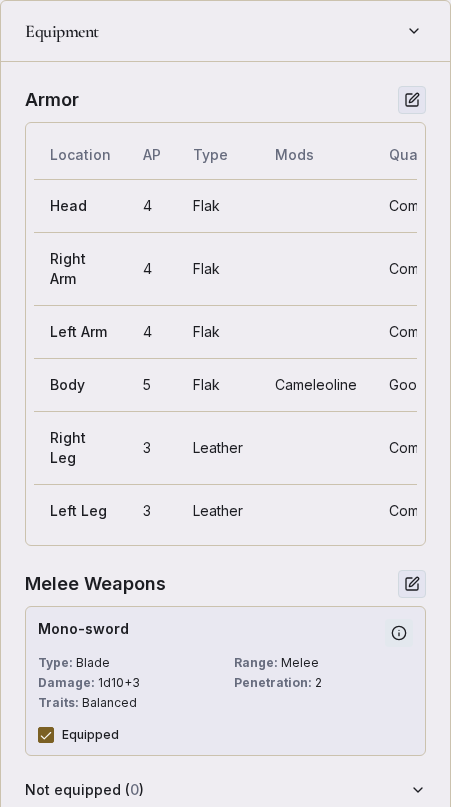 Equipment
Armor
Location AP Type Mods Qua
Head 4 Flak Com
Right
Arm 4 Flak Com
Left Arm 4 Flak Com
Body 5 Flak Cameleoline Goo
Right
Leg 3 Leather Com
Left Leg 3 Leather Com
Melee Weapons
Mono-sword
Type: Blade Range: Melee
Damage: 1d10+3 Penetration: 2
Traits: Balanced
Equipped
Not equipped (0)